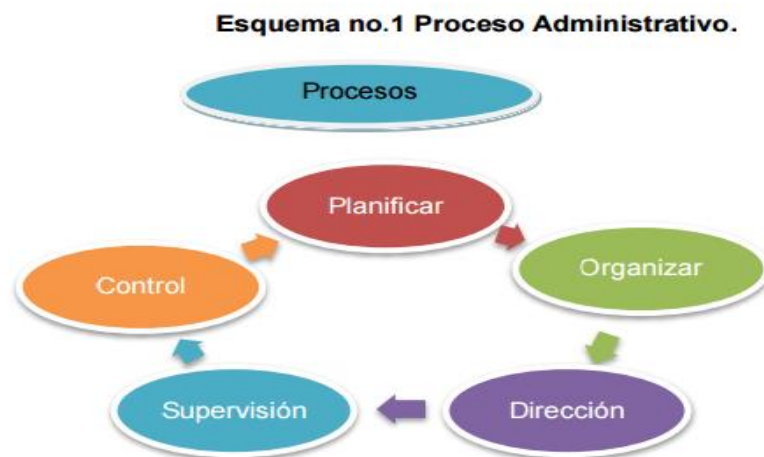 Esquema no.1 Proceso Administrativo.
Procesos
Planificar
Organizar
Dirección
Supervisión
Control